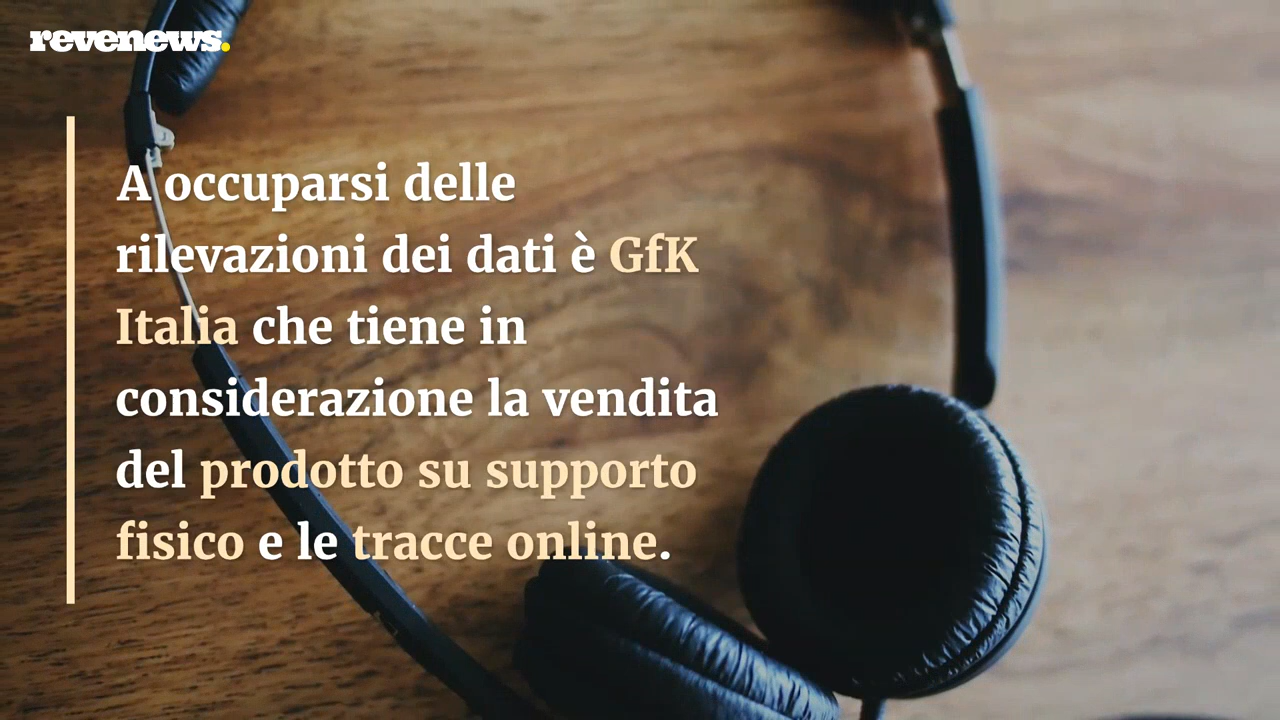 revenews.
A occuparsi delle
rilevazioni dei dati è GfK
Italia che tiene in
considerazione la vendita
del prodotto su supporto
fisico e le tracce online.